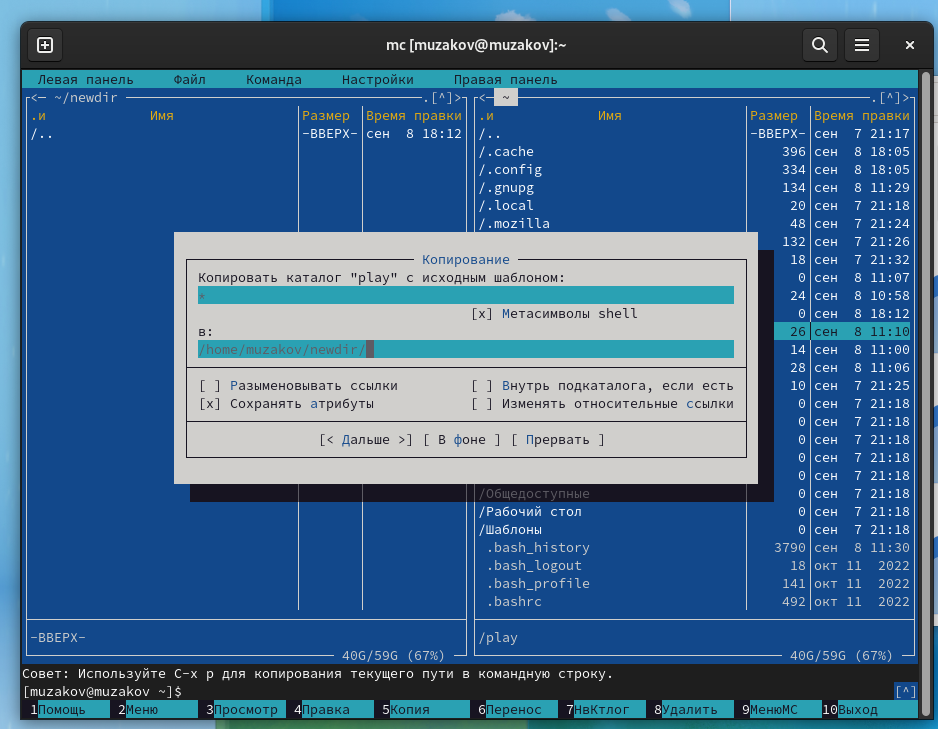 mc [muzakov@muzakov]:~
Левая панель Файл Команда Настройки Правая панель
<─ ~/newdir .[^]>
.и Имя Размер Время правки
/.. -ВВЕРХ- сен 8 18:12
-ВВЕРХ-
40G/59G (67%)
<─ ~ .[^]>
.и Имя Размер Время правки
/.. -ВВЕРХ- сен 7 21:17
/.cache 396 сен 8 18:05
/.config 334 сен 8 18:05
/.gnupg 134 сен 8 11:29
/.local 20 сен 7 21:18
/.mozilla 48 сен 7 21:24
132 сен 7 21:26
18 сен 7 21:32
0 сен 8 11:07
24 сен 8 10:58
0 сен 8 18:12
26 сен 8 11:10
14 сен 8 11:00
28 сен 8 11:06
10 сен 7 21:25
0 сен 7 21:18
0 сен 7 21:18
0 сен 7 21:18
0 сен 7 21:18
0 сен 7 21:18
/Общедоступные 0 сен 7 21:18
/Рабочий стол 0 сен 7 21:18
/Шаблоны 0 сен 7 21:18
.bash_history 3790 сен 8 11:30
.bash_logout 18 окт 11 2022
.bash_profile 141 окт 11 2022
.bashrc 492 окт 11 2022
/play
40G/59G (67%)
Копирование
Копировать каталог "play" с исходным шаблоном:
*
[x] Метасимволы shell
в:
/home/muzakov/newdir/
[ ] Разыменовывать ссылки [ ] Внутрь подкаталога, если есть
[x] Сохранять атрибуты [ ] Изменять относительные ссылки
[< Дальше >] [ В фоне ] [ Прервать ]
Совет: Используйте C-x p для копирования текущего пути в командную строку.
[muzakov@muzakov ~]$ [^]
1Помощь 2Меню 3Просмотр 4Правка 5Копия 6Перенос 7НвКтлог 8Удалить 9МенюМС 10Выход